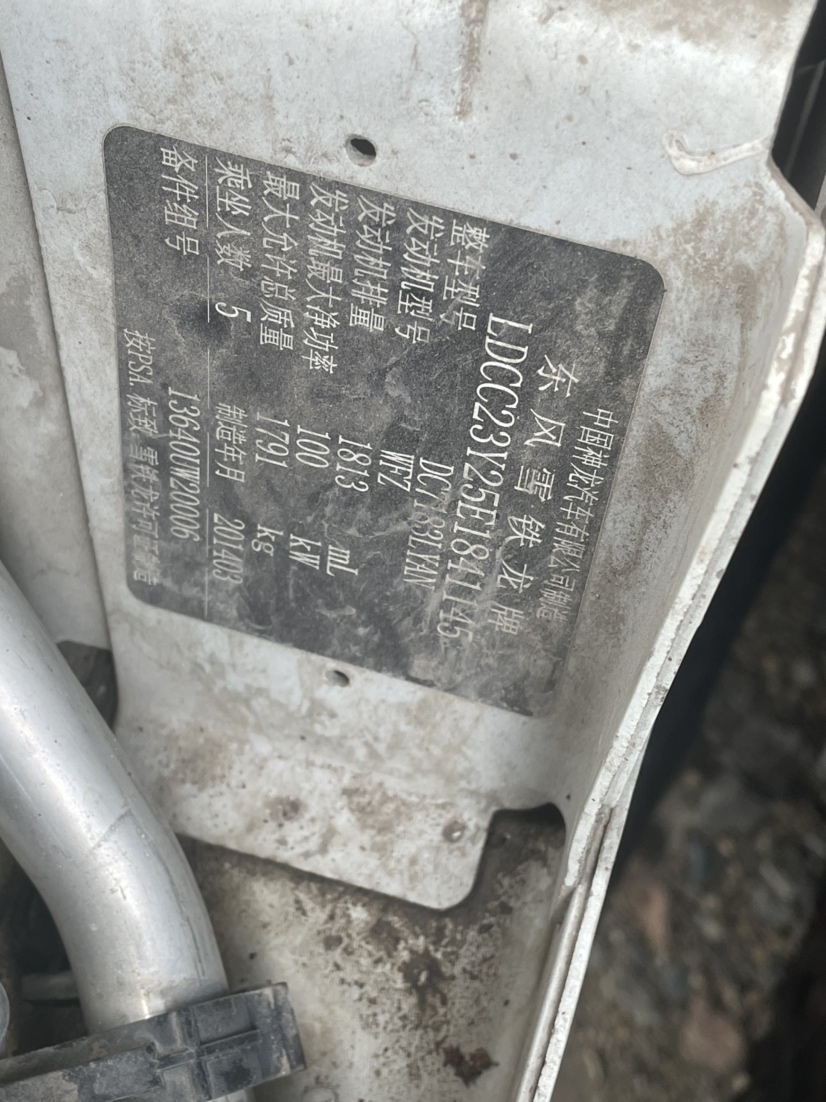 中国神龙汽车有限公司制造
东风雪铁龙牌
LDCC23Y25E1841145
整车型号 DC7183LYAN
发动机型号 WFZ
发动机排量 1813 mL
发动机最大净功率 100 kW
最大允许总质量 1791 kg
乘坐人数 5 制造年月 201403
备件组号 13640W20006
按PSA 标致 雪铁龙许可证制造